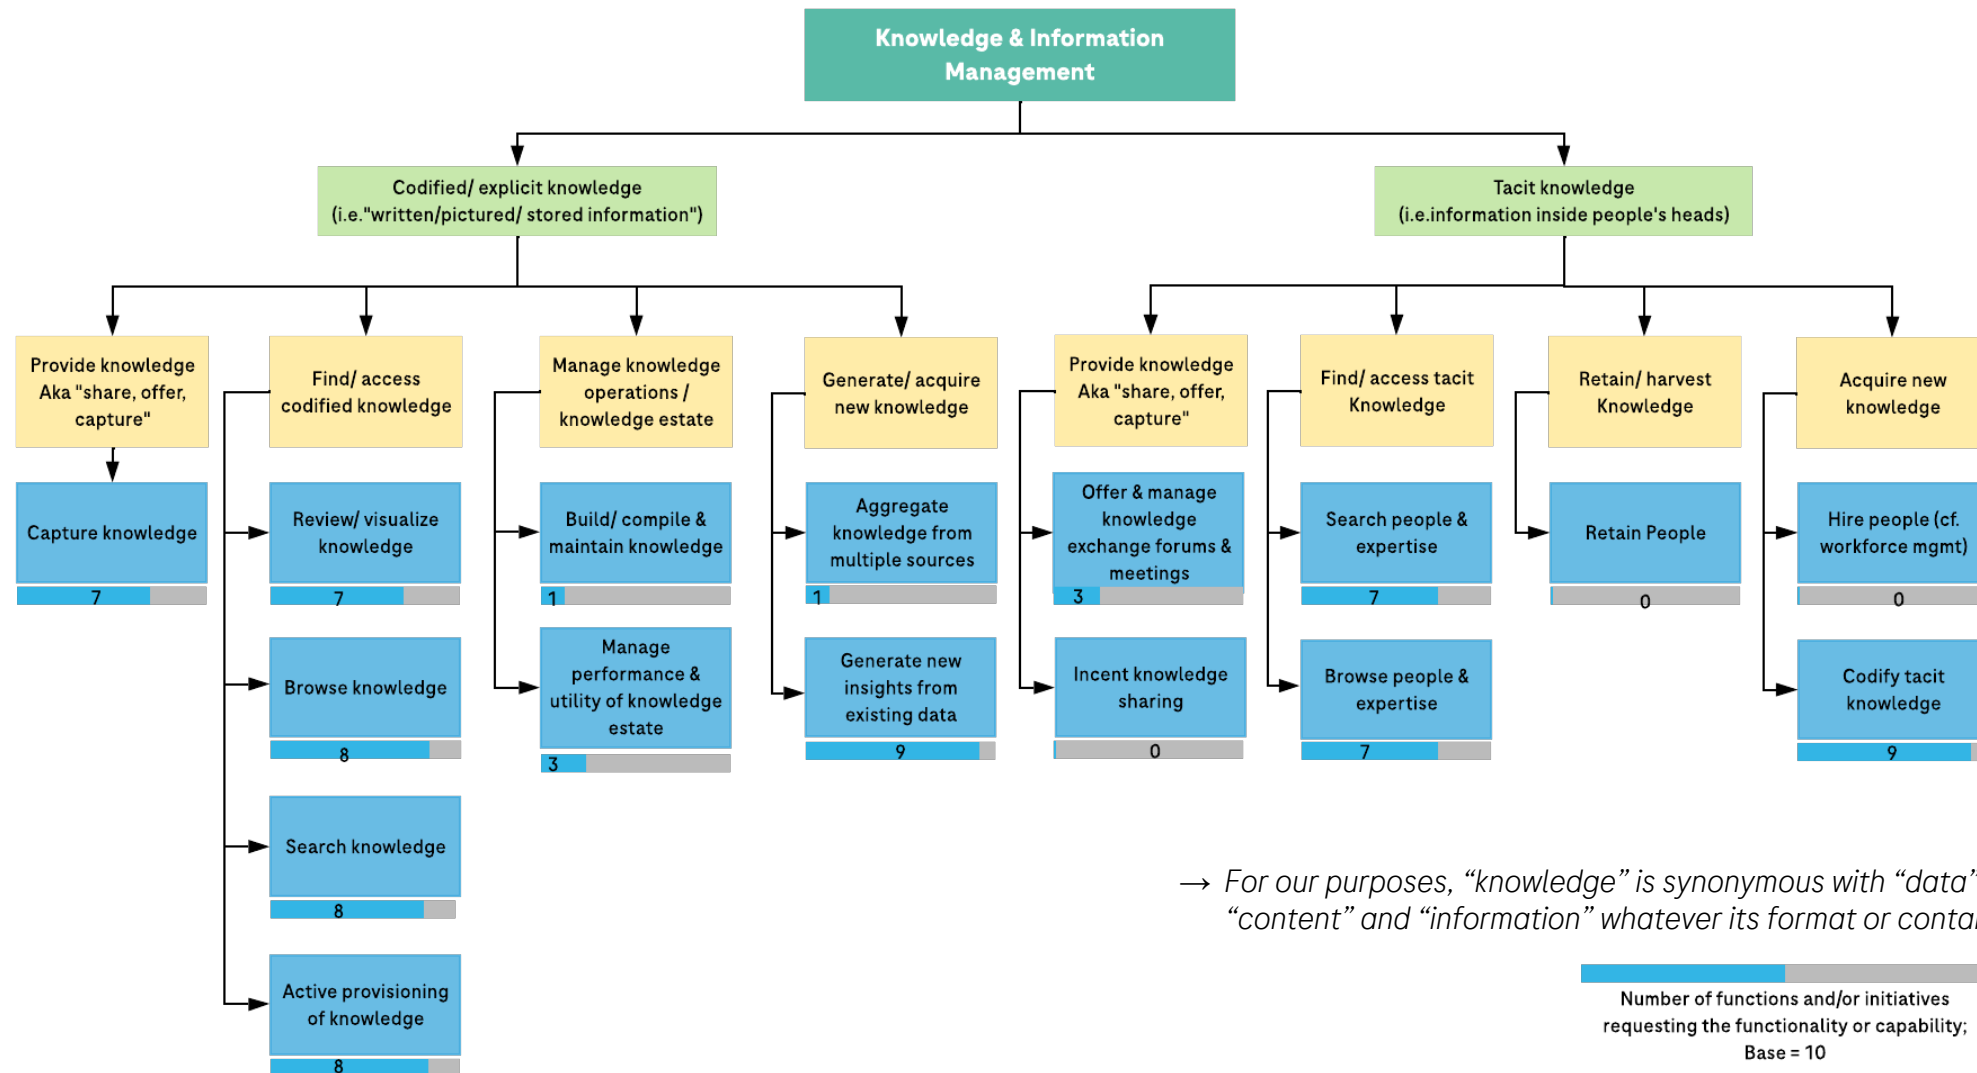 Knowledge & Information
Management
Codified/ explicit knowledge
(i.e."written/pictured/ stored information")
Tacit knowledge
(i.e.information inside people's heads)
Provide knowledge
Aka "share, offer,
capture"
Find/ access
codified knowledge
Manage knowledge
operations /
knowledge estate
Generate/ acquire
new knowledge
Provide knowledge
Aka "share, offer,
capture"
Find/ access tacit
Knowledge
Retain/ harvest
Knowledge
Acquire new
knowledge
Capture knowledge
7
Review/ visualize
knowledge
7
Browse knowledge
8
Search knowledge
8
Active provisioning
of knowledge
8
Build/ compile &
maintain knowledge
1
Manage
performance &
utility of knowledge
estate
3
Aggregate
knowledge from
multiple sources
1
Generate new
insights from
existing data
9
Offer & manage
knowledge
exchange forums &
meetings
3
Incent knowledge
sharing
0
Search people &
expertise
7
Browse people &
expertise
7
Retain People
0
Hire people (cf.
workforce mgmt)
0
Codify tacit
knowledge
9
→ For our purposes, “knowledge” is synonymous with “data”
“content” and “information” whatever its format or
Number of functions and/or initiatives
requesting the functionality or capability;
Base = 10